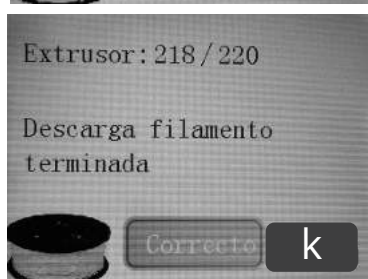 Extrusor: 218/220
Descarga filamento
terminada
Correcto
k